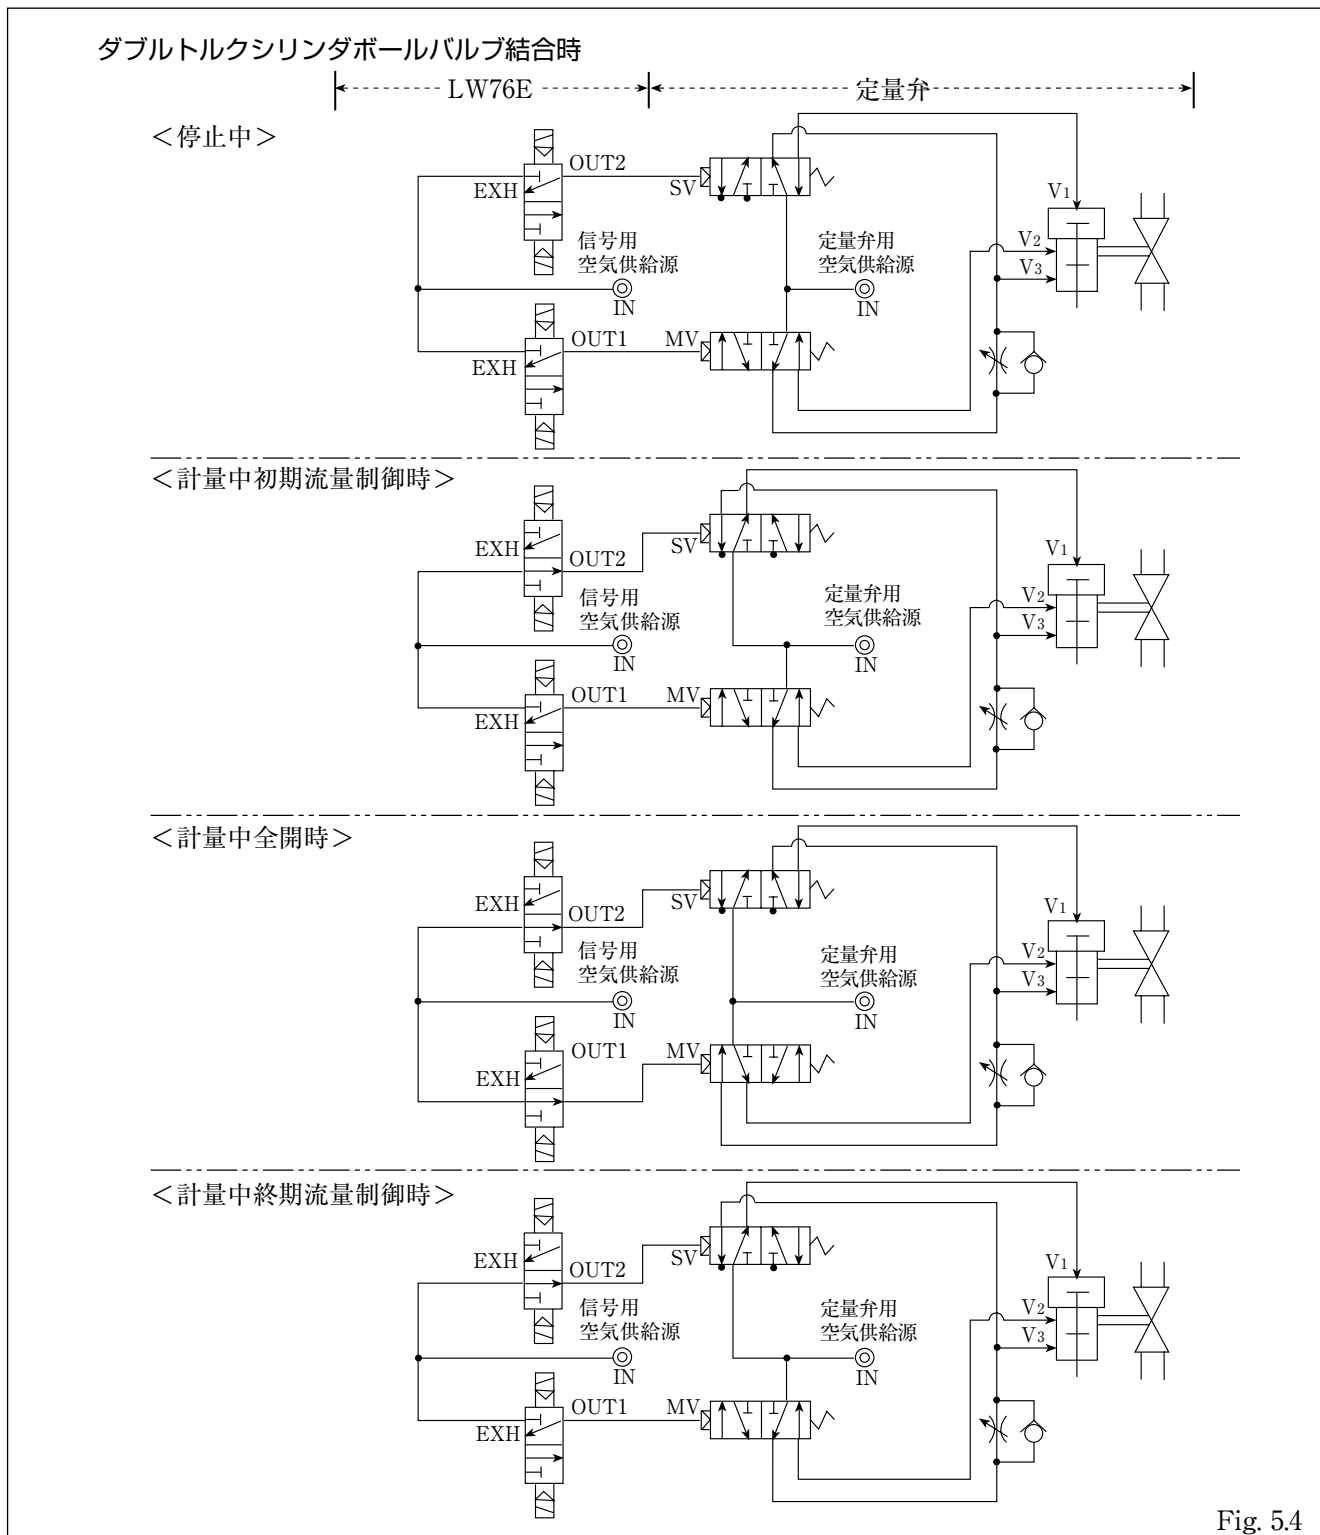 ダブルトルクシリンダボールバルブ結合時
LW76E
定量弁
＜停止中＞
OUT2
EXH
SV
V1
信号用
空気供給源
定量弁用
空気供給源
V2
V3
IN
IN
OUT1
MV
EXH
＜計量中初期流量制御時＞
EXH
SV
V1
OUT2
信号用
空気供給源
定量弁用
空気供給源
V2
V3
IN
IN
OUT1
MV
EXH
＜計量中全開時＞
EXH
SV
V1
OUT2
信号用
空気供給源
定量弁用
空気供給源
V2
V3
IN
IN
OUT1
MV
EXH
＜計量中終期流量制御時＞
EXH
SV
V1
OUT2
信号用
空気供給源
定量弁用
空気供給源
V2
V3
IN
IN
OUT1
MV
EXH
Fig. 5.4